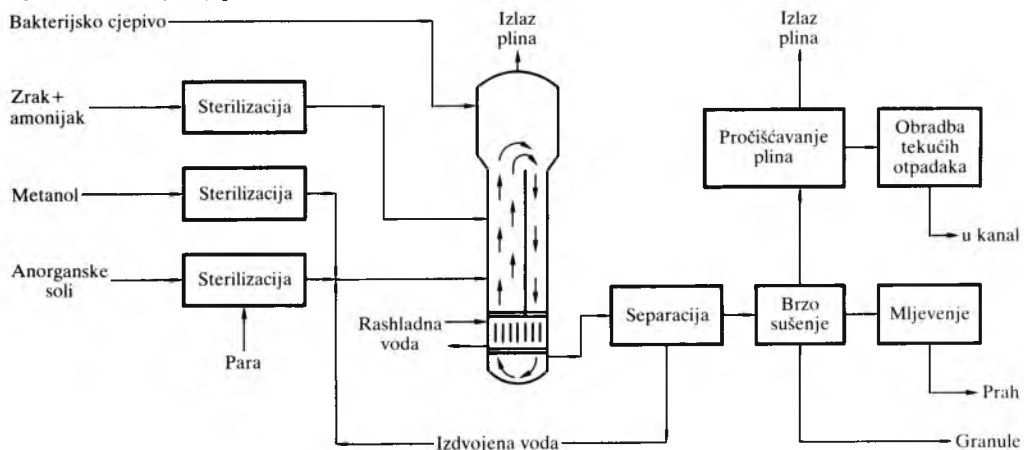 Bakterijsko cjepivo
Izlaz
plina
Izlaz
plina
Zrak+
amonijak
Sterilizacija
Pročišćavanje
plina
Obradba
tekućih
otpadaka
Metanol
Sterilizacija
u kanal
Anorganske
soli
Sterilizacija
Rashladna
voda
Separacija
Brzo
sušenje
Mljevenje
Para
Prah
Izdvojena voda
Granule